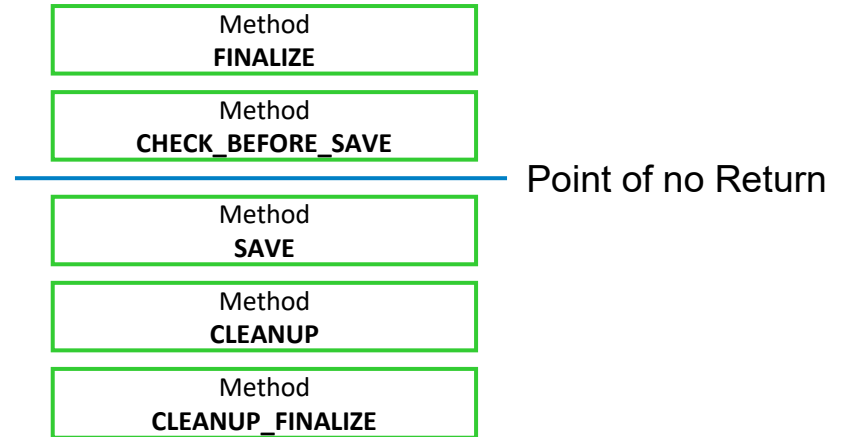 Method
FINALIZE
Method
CHECK_BEFORE_SAVE
Point of no Return
Method
SAVE
Method
CLEANUP
Method
CLEANUP_FINALIZE